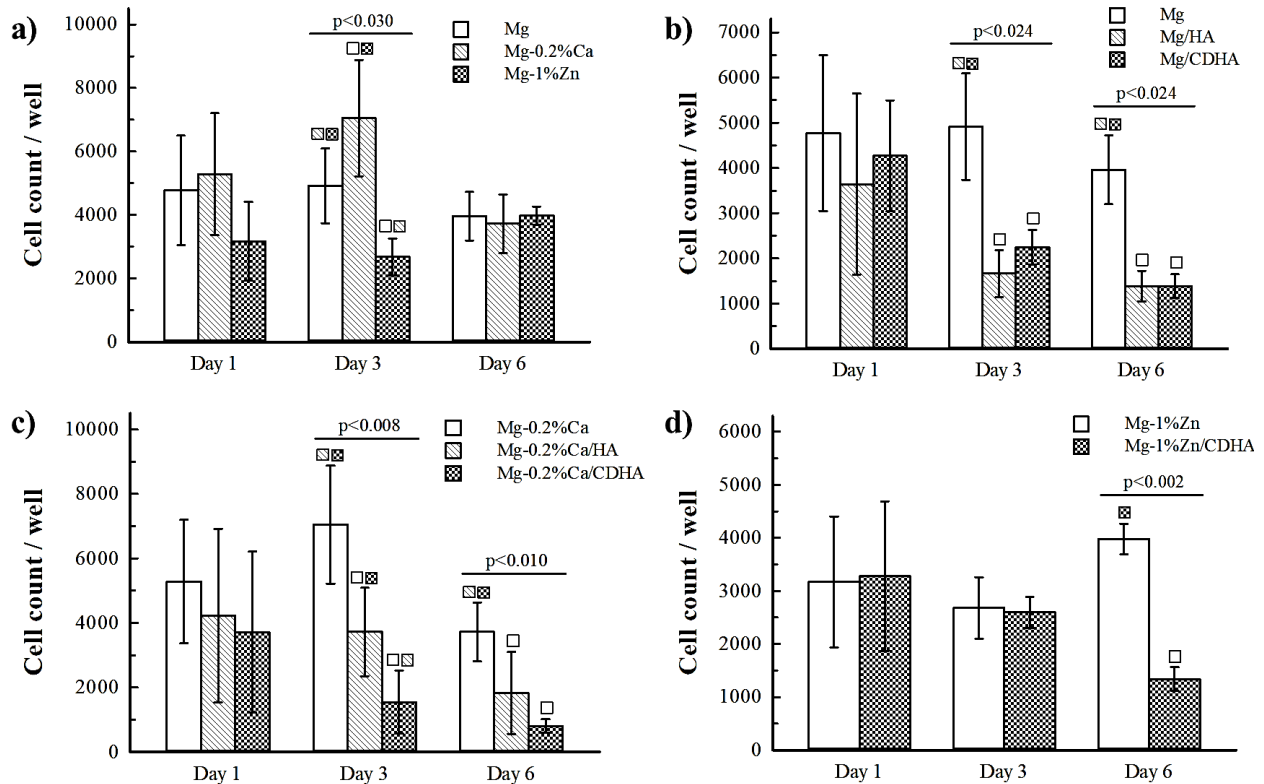 a)
Cell count / well
10000
8000
6000
4000
2000
0
p<0.030
Mg
Mg-0.2%Ca
Mg-1%Zn
Day 1
Day 3
Day 6
b)
Cell count / well
7000
6000
5000
4000
3000
2000
1000
0
p<0.024
p<0.024
Mg
Mg/HA
Mg/CDHA
Day 1
Day 3
Day 6
c)
Cell count / well
10000
8000
6000
4000
2000
0
p<0.008
p<0.010
Mg-0.2%Ca
Mg-0.2%Ca/HA
Mg-0.2%Ca/CDHA
Day 1
Day 3
Day 6
d)
Cell count / well
6000
5000
4000
3000
2000
1000
0
Mg-1%Zn
Mg-1%Zn/CDHA
p<0.002
Day 1
Day 3
Day 6